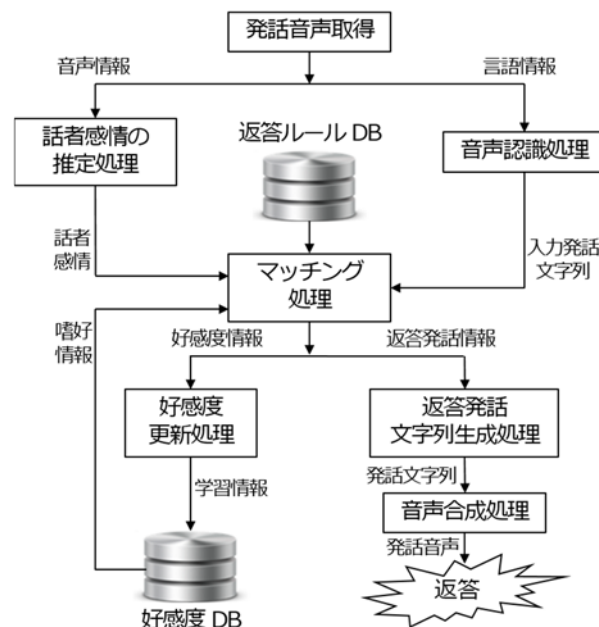 発話音声取得
音声情報
言語情報
話者感情の
推定処理
返答ルール DB
音声認識処理
話者
感情
入力発話
文字列
マッチング
処理
嗜好
情報
好感度情報
返答発話情報
好感度
更新処理
返答発話
文字列生成処理
学習情報
発話文字列
音声合成処理
発話音声
返答
好感度 DB